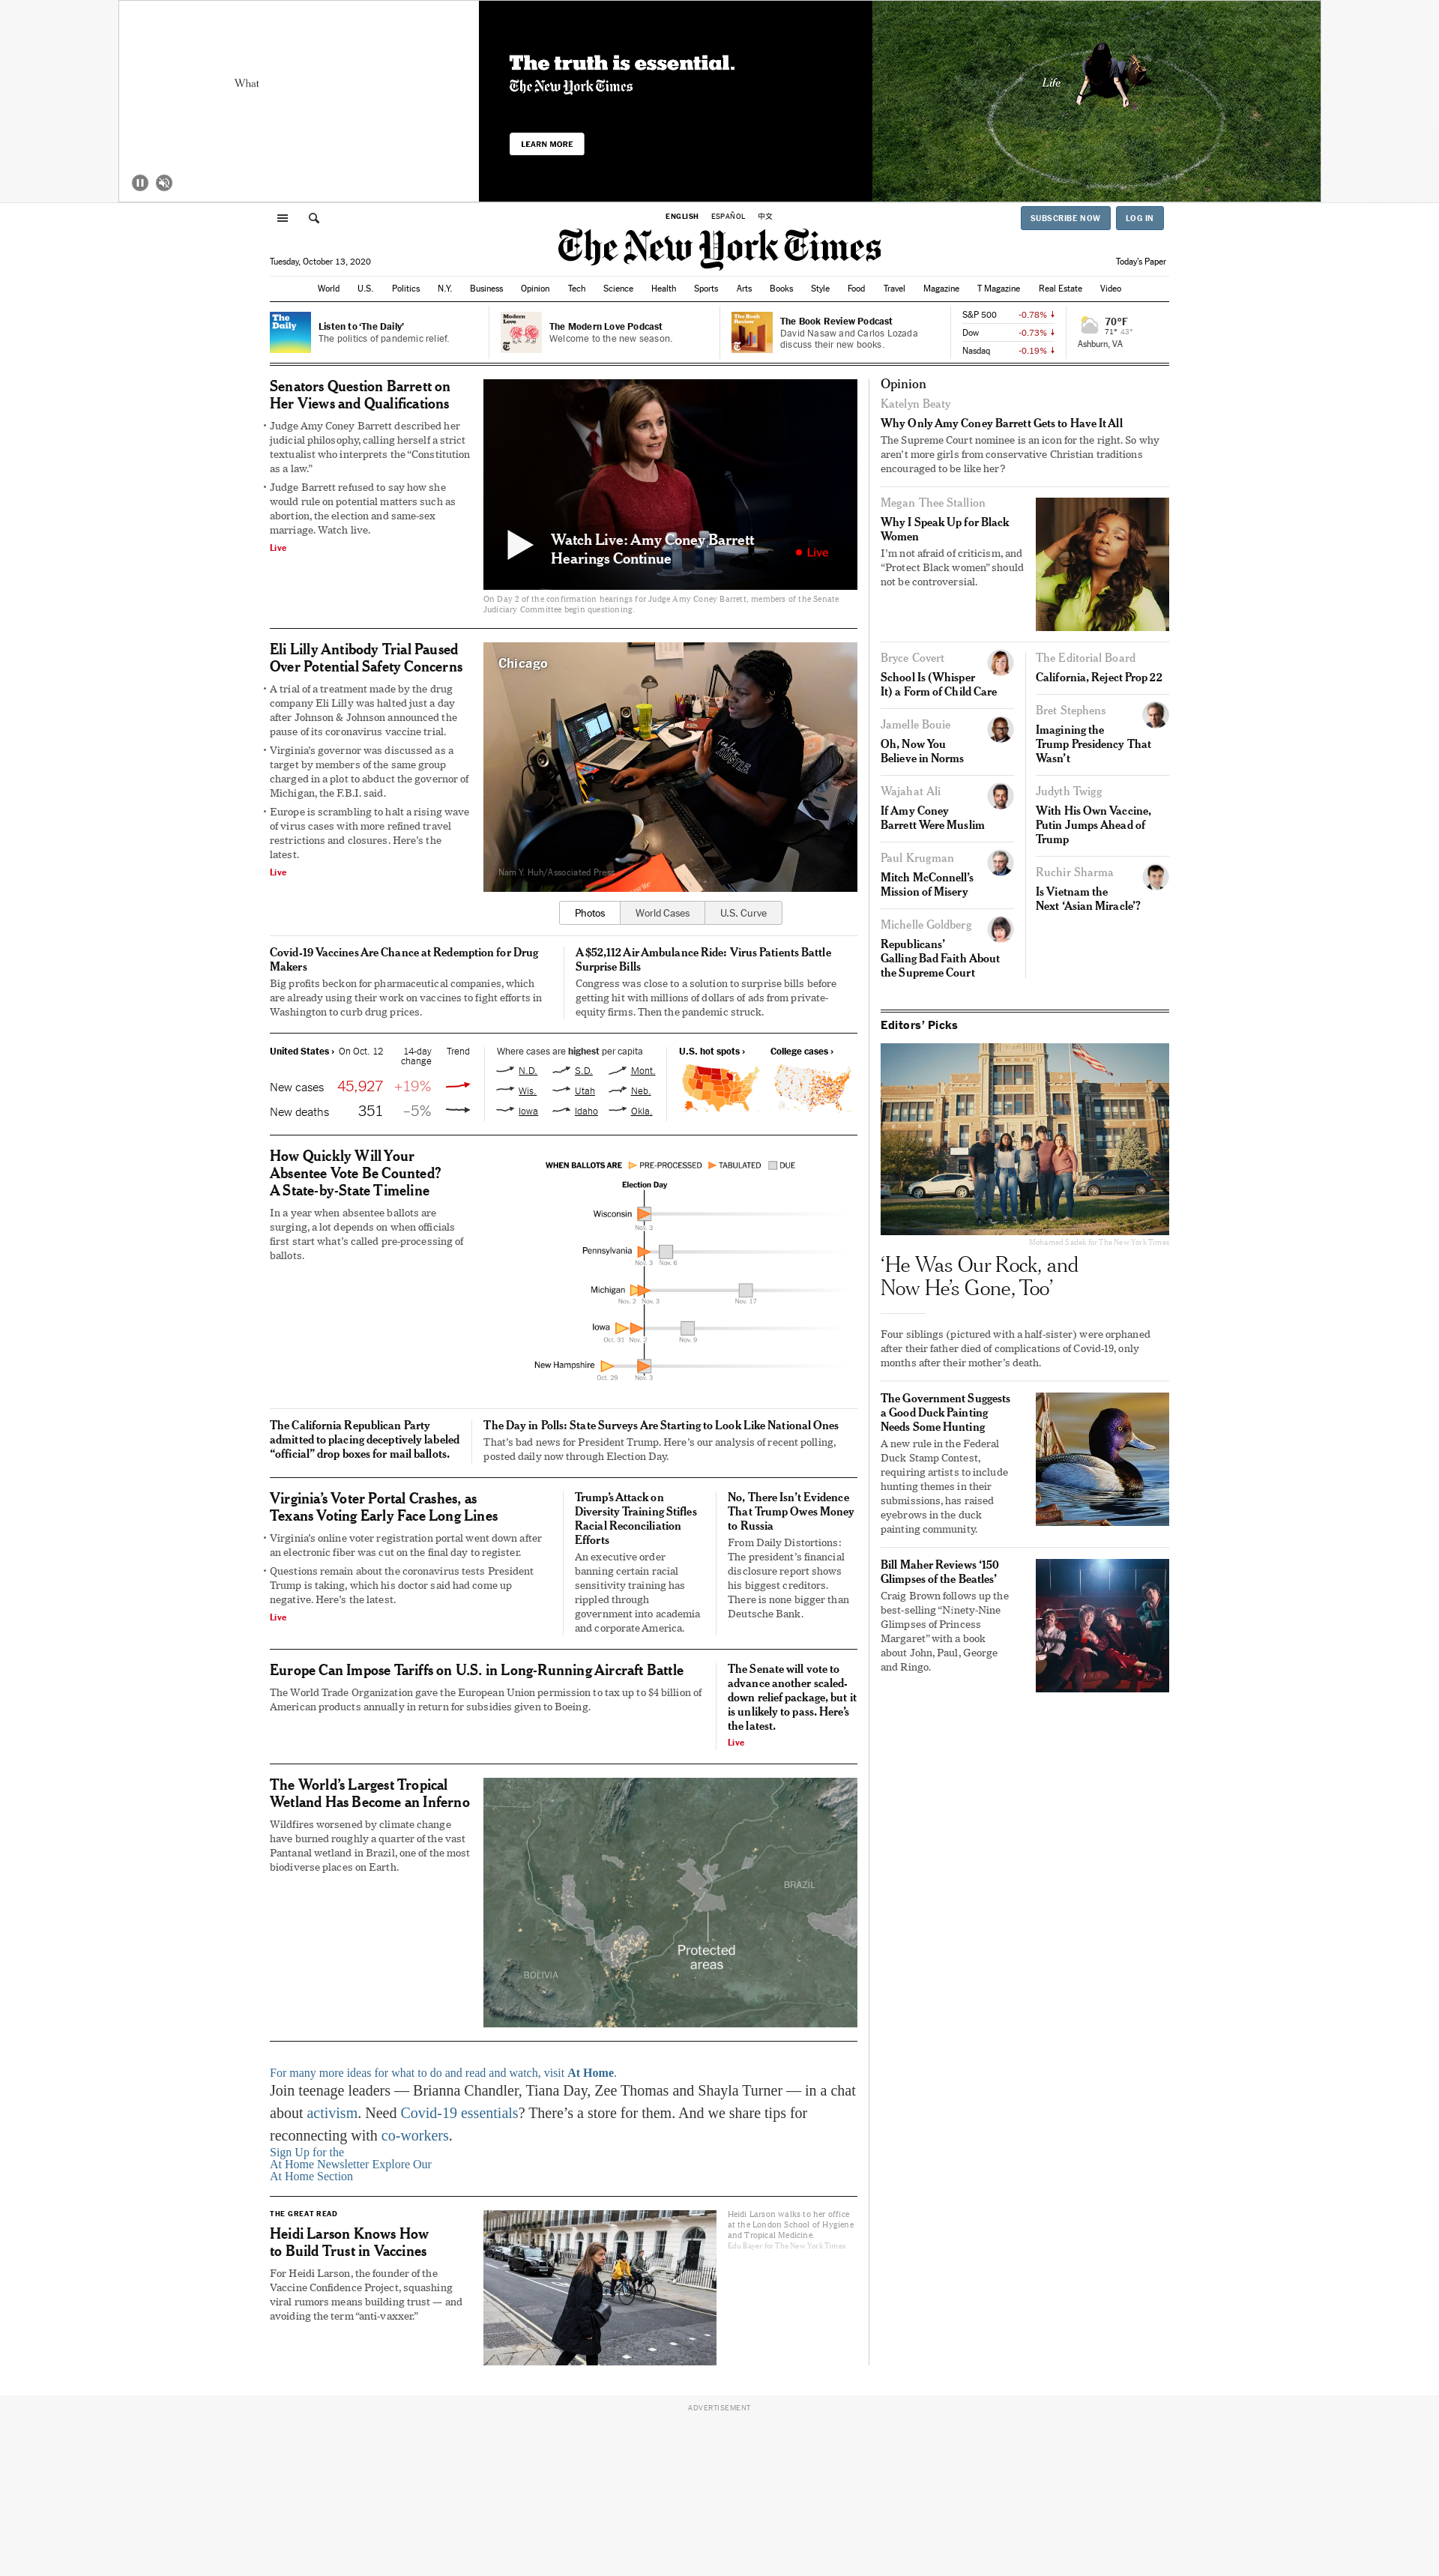 What
The truth is essential.
The New York Times
LEARN MORE
Life
ENGLISH ESPAÑOL 中文
SUBSCRIBE NOW LOG IN
The New York Times
Tuesday, October 13, 2020
Today's Paper
World U.S. Politics N.Y. Business Opinion Tech Science Health Sports Arts Books Style Food Travel Magazine T Magazine Real Estate Video
The Daily
Listen to ‘The Daily’
The politics of pandemic relief.
Modern Love
The Modern Love Podcast
Welcome to the new season.
The Book Review
The Book Review Podcast
David Nasaw and Carlos Lozada
discuss their new books.
S&P 500 -0.78% ↓
Dow -0.73% ↓
Nasdaq -0.19% ↓
70°F
71° 43°
Ashburn, VA
Senators Question Barrett on
Her Views and Qualifications
• Judge Amy Coney Barrett described her
judicial philosophy, calling herself a strict
textualist who interprets the “Constitution
as a law.”
• Judge Barrett refused to say how she
would rule on potential matters such as
abortion, the election and same-sex
marriage. Watch live.
Live
Watch Live: Amy Coney Barrett
Hearings Continue
Live
On Day 2 of the confirmation hearings for Judge Amy Coney Barrett, members of the Senate
Judiciary Committee begin questioning.
Eli Lilly Antibody Trial Paused
Over Potential Safety Concerns
• A trial of a treatment made by the drug
company Eli Lilly was halted just a day
after Johnson & Johnson announced the
pause of its coronavirus vaccine trial.
• Virginia’s governor was discussed as a
target by members of the same group
charged in a plot to abduct the governor of
Michigan, the F.B.I. said.
• Europe is scrambling to halt a rising wave
of virus cases with more refined travel
restrictions and closures. Here’s the
latest.
Live
Chicago
Nam Y. Huh/Associated Press
Photos World Cases U.S. Curve
Covid-19 Vaccines Are Chance at Redemption for Drug
Makers
Big profits beckon for pharmaceutical companies, which
are already using their work on vaccines to fight efforts in
Washington to curb drug prices.
A $52,112 Air Ambulance Ride: Virus Patients Battle
Surprise Bills
Congress was close to a solution to surprise bills before
getting hit with millions of dollars of ads from private-
equity firms. Then the pandemic struck.
United States › On Oct. 12 14-day
change Trend
New cases 45,927 +19%
New deaths 351 –5%
Where cases are highest per capita
N.D. S.D. Mont.
Wis. Utah Neb.
Iowa Idaho Okla.
U.S. hot spots ›
College cases ›
How Quickly Will Your
Absentee Vote Be Counted?
A State-by-State Timeline
In a year when absentee ballots are
surging, a lot depends on when officials
first start what’s called pre-processing of
ballots.
WHEN BALLOTS ARE PRE-PROCESSED TABULATED DUE
Election Day
Wisconsin
Nov. 3
Pennsylvania
Nov. 3 Nov. 6
Michigan
Nov. 2 Nov. 3 Nov. 17
Iowa
Oct. 31 Nov. 2 Nov. 9
New Hampshire
Oct. 29 Nov. 3
The California Republican Party
admitted to placing deceptively labeled
“official” drop boxes for mail ballots.
The Day in Polls: State Surveys Are Starting to Look Like National Ones
That’s bad news for President Trump. Here’s our analysis of recent polling,
posted daily now through Election Day.
Virginia’s Voter Portal Crashes, as
Texans Voting Early Face Long Lines
• Virginia’s online voter registration portal went down after
an electronic fiber was cut on the final day to register.
• Questions remain about the coronavirus tests President
Trump is taking, which his doctor said had come up
negative. Here’s the latest.
Live
Trump’s Attack on
Diversity Training Stifles
Racial Reconciliation
Efforts
An executive order
banning certain racial
sensitivity training has
rippled through
government into academia
and corporate America.
No, There Isn’t Evidence
That Trump Owes Money
to Russia
From Daily Distortions:
The president’s financial
disclosure report shows
his biggest creditors.
There is none bigger than
Deutsche Bank.
Europe Can Impose Tariffs on U.S. in Long-Running Aircraft Battle
The World Trade Organization gave the European Union permission to tax up to $4 billion of
American products annually in return for subsidies given to Boeing.
The Senate will vote to
advance another scaled-
down relief package, but it
is unlikely to pass. Here’s
the latest.
Live
The World’s Largest Tropical
Wetland Has Become an Inferno
Wildfires worsened by climate change
have burned roughly a quarter of the vast
Pantanal wetland in Brazil, one of the most
biodiverse places on Earth.
BRAZIL
Protected
areas
BOLIVIA
For many more ideas for what to do and read and watch, visit At Home.
Join teenage leaders — Brianna Chandler, Tiana Day, Zee Thomas and Shayla Turner — in a chat
about activism. Need Covid-19 essentials? There’s a store for them. And we share tips for
reconnecting with co-workers.
Sign Up for the
At Home Newsletter Explore Our
At Home Section
THE GREAT READ
Heidi Larson Knows How
to Build Trust in Vaccines
For Heidi Larson, the founder of the
Vaccine Confidence Project, squashing
viral rumors means building trust — and
avoiding the term “anti-vaxxer.”
Heidi Larson walks to her office
at the London School of Hygiene
and Tropical Medicine.
Edu Bayer for The New York Times
Opinion
Katelyn Beaty
Why Only Amy Coney Barrett Gets to Have It All
The Supreme Court nominee is an icon for the right. So why
aren’t more girls from conservative Christian traditions
encouraged to be like her?
Megan Thee Stallion
Why I Speak Up for Black
Women
I’m not afraid of criticism, and
“Protect Black women” should
not be controversial.
Bryce Covert
School Is (Whisper
It) a Form of Child Care
Jamelle Bouie
Oh, Now You
Believe in Norms
Wajahat Ali
If Amy Coney
Barrett Were Muslim
Paul Krugman
Mitch McConnell’s
Mission of Misery
Michelle Goldberg
Republicans’
Galling Bad Faith About
the Supreme Court
The Editorial Board
California, Reject Prop 22
Bret Stephens
Imagining the
Trump Presidency That
Wasn’t
Judyth Twigg
With His Own Vaccine,
Putin Jumps Ahead of
Trump
Ruchir Sharma
Is Vietnam the
Next ‘Asian Miracle’?
Editors’ Picks
Mohamed Sadek for The New York Times
‘He Was Our Rock, and
Now He’s Gone, Too’
Four siblings (pictured with a half-sister) were orphaned
after their father died of complications of Covid-19, only
months after their mother’s death.
The Government Suggests
a Good Duck Painting
Needs Some Hunting
A new rule in the Federal
Duck Stamp Contest,
requiring artists to include
hunting themes in their
submissions, has raised
eyebrows in the duck
painting community.
Bill Maher Reviews ‘150
Glimpses of the Beatles’
Craig Brown follows up the
best-selling “Ninety-Nine
Glimpses of Princess
Margaret” with a book
about John, Paul, George
and Ringo.
ADVERTISEMENT